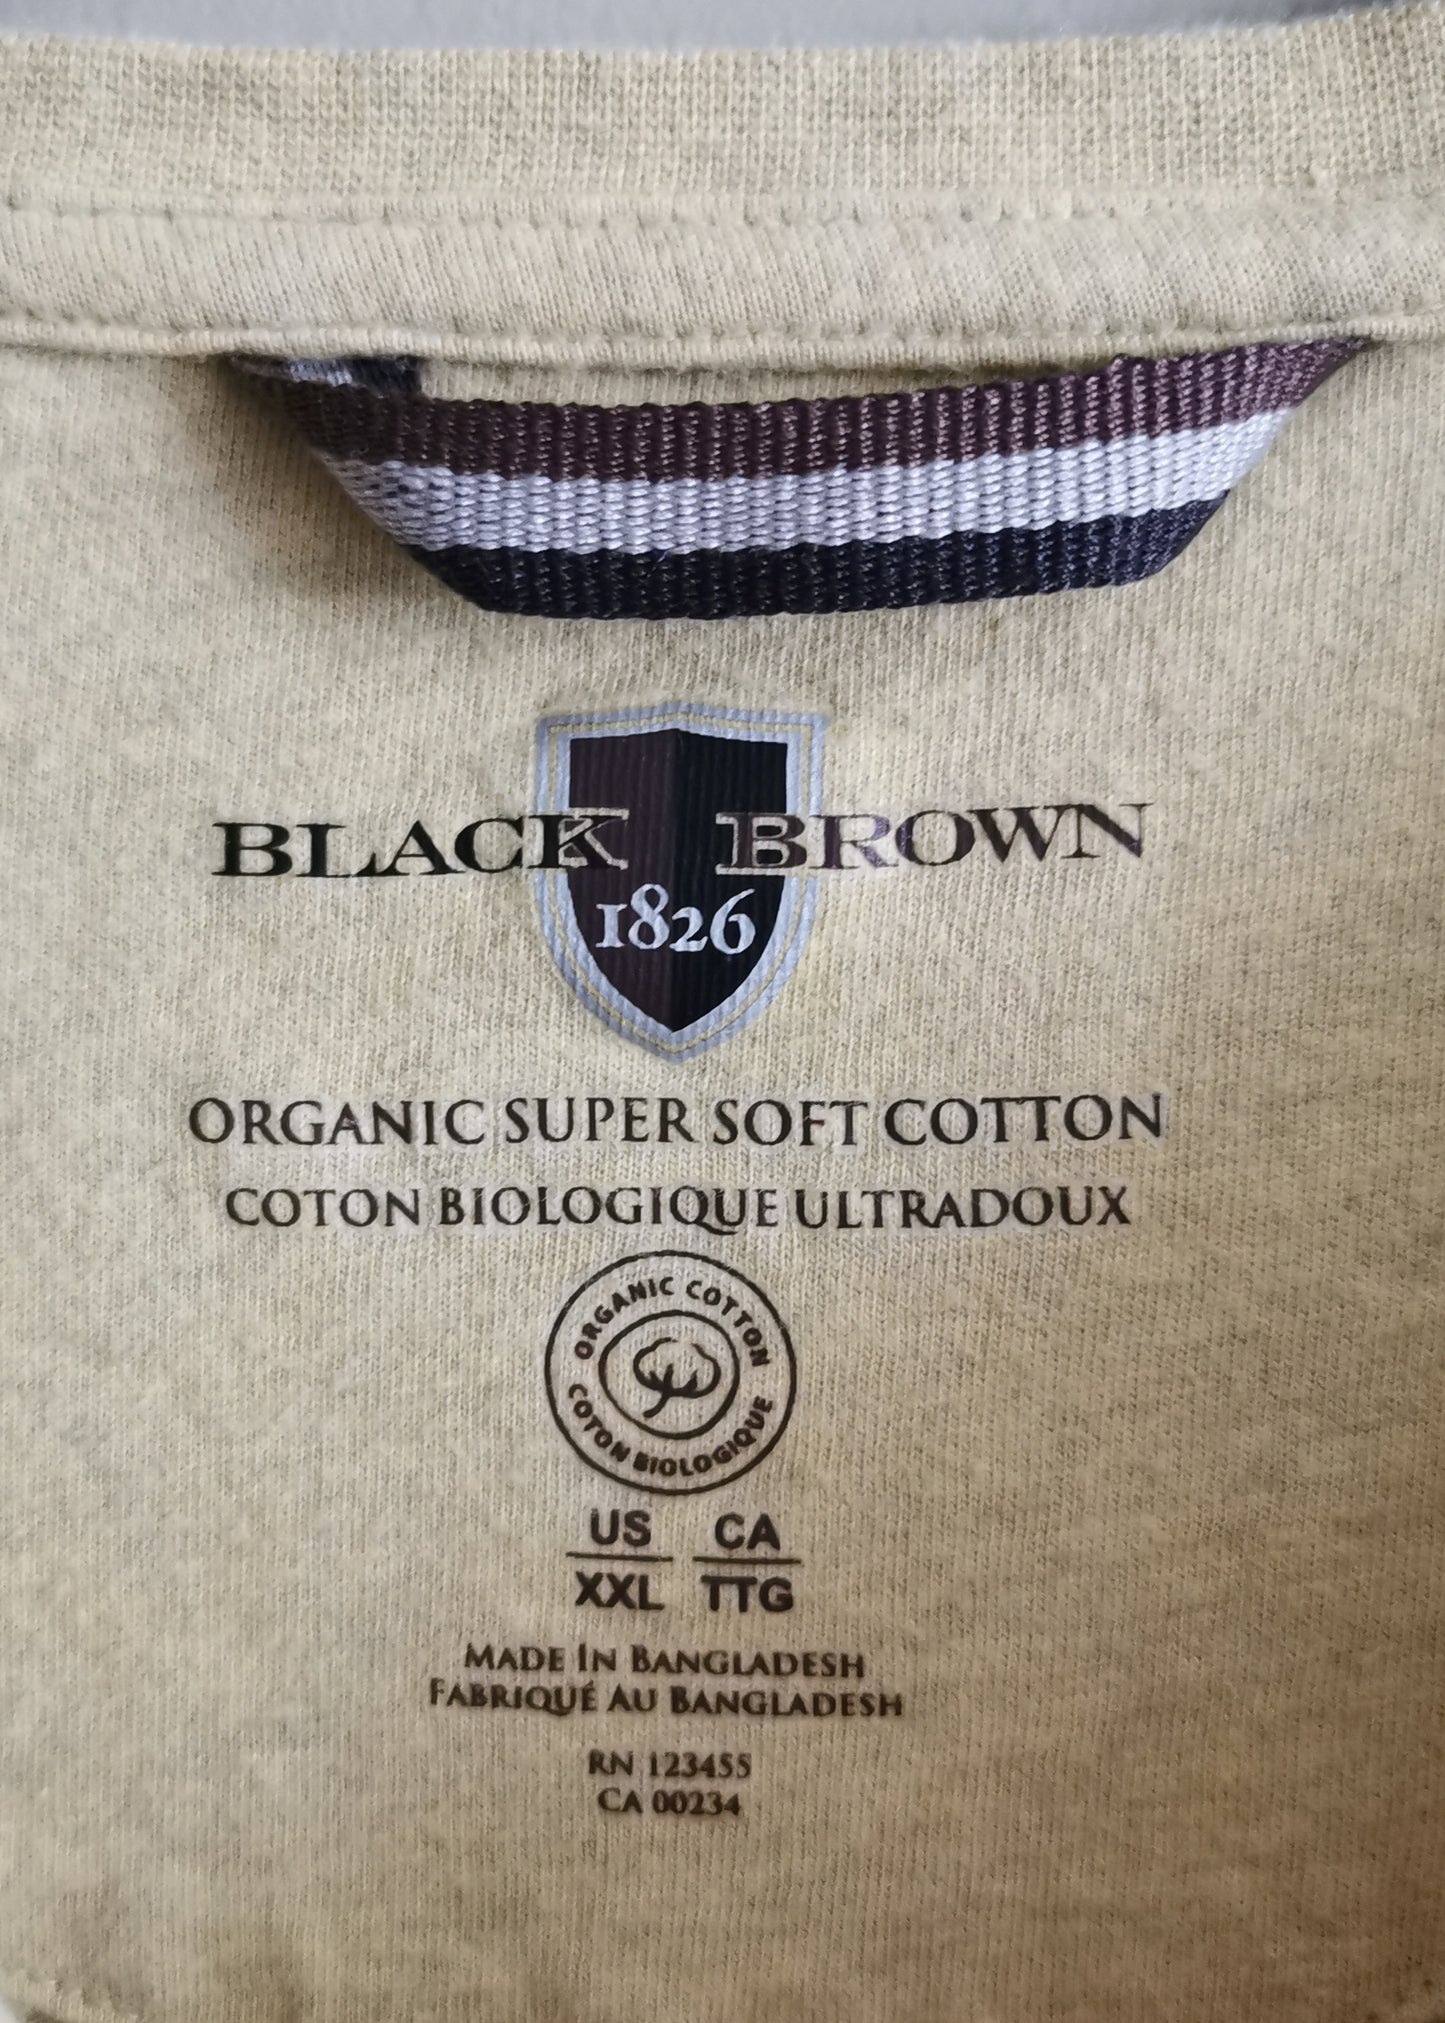 BLACK BROWN
1826
ORGANIC SUPER SOFT COTTON
COTON BIOLOGIQUE ULTRADOUX
ORGANIC COTTON
COTON BIOLOGIQUE
US CA
XXL TTG
MADE IN BANGLADESH
FABRIQUÉ AU BANGLADESH
RN 123455
CA 00234